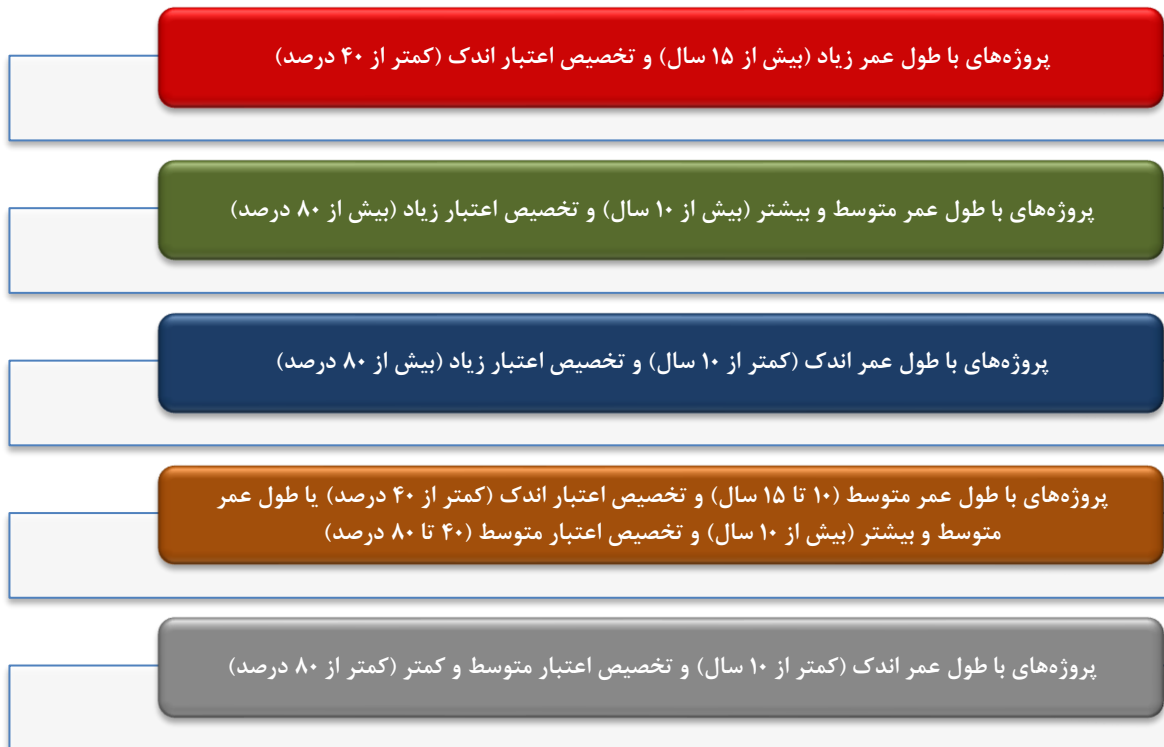 پروژه‌های با طول عمر زیاد (بیش از ۱۵ سال) و تخصیص اعتبار اندک (کمتر از ۴۰ درصد)
پروژه‌های با طول عمر متوسط و بیشتر (بیش از ۱۰ سال) و تخصیص اعتبار زیاد (بیش از ۸۰ درصد)
پروژه‌های با طول عمر اندک (کمتر از ۱۰ سال) و تخصیص اعتبار زیاد (بیش از ۸۰ درصد)
پروژه‌های با طول عمر متوسط (۱۰ تا ۱۵ سال) و تخصیص اعتبار اندک (کمتر از ۴۰ درصد) یا طول عمر
متوسط و بیشتر (بیش از ۱۰ سال) و تخصیص اعتبار متوسط (۴۰ تا ۸۰ درصد)
پروژه‌های با طول عمر اندک (کمتر از ۱۰ سال) و تخصیص اعتبار متوسط و کمتر (کمتر از ۸۰ درصد)